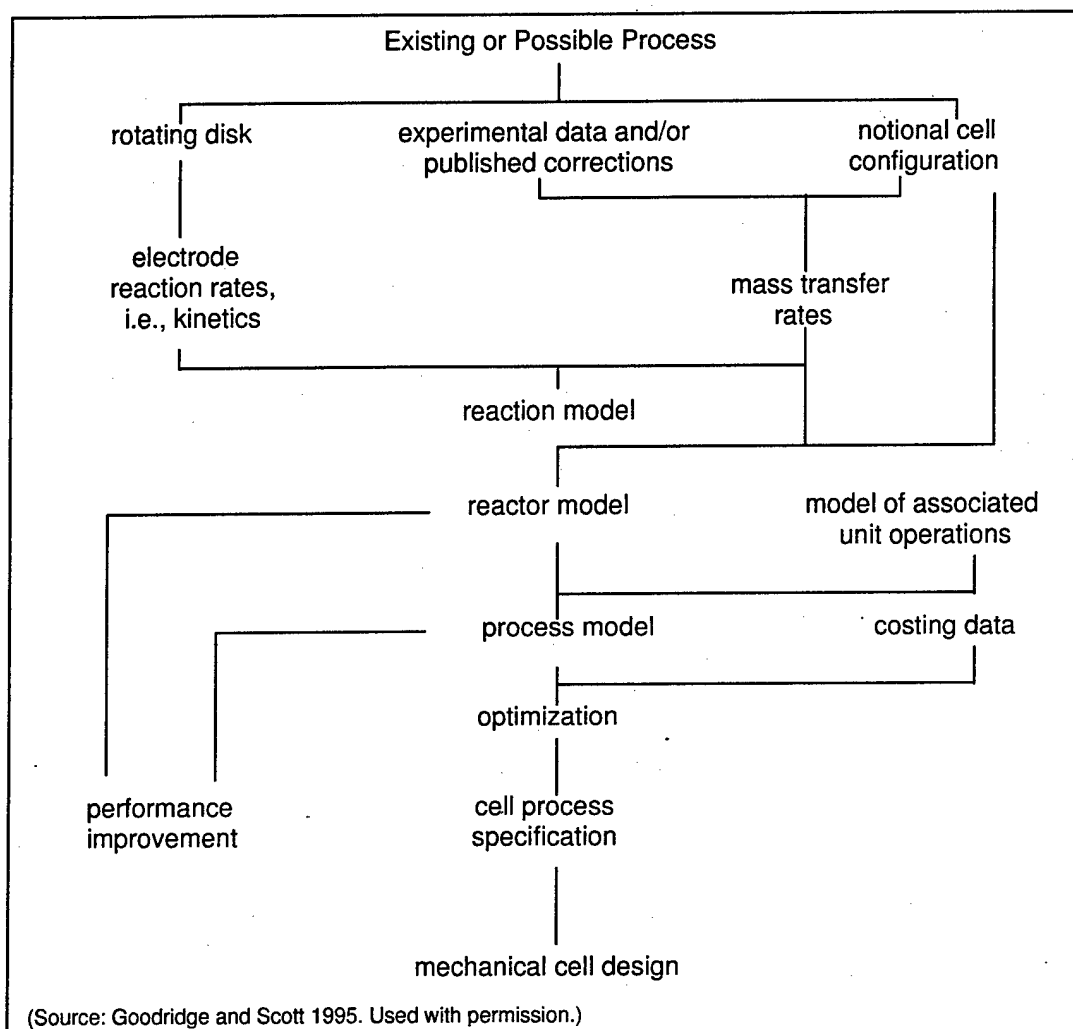 Existing or Possible Process
rotating disk
experimental data and/or
published corrections
notional cell
configuration
electrode
reaction rates,
i.e., kinetics
mass transfer
rates
reaction model
reactor model
model of associated
unit operations
process model
costing data
optimization
performance
improvement
cell process
specification
mechanical cell design
(Source: Goodridge and Scott 1995. Used with permission.)